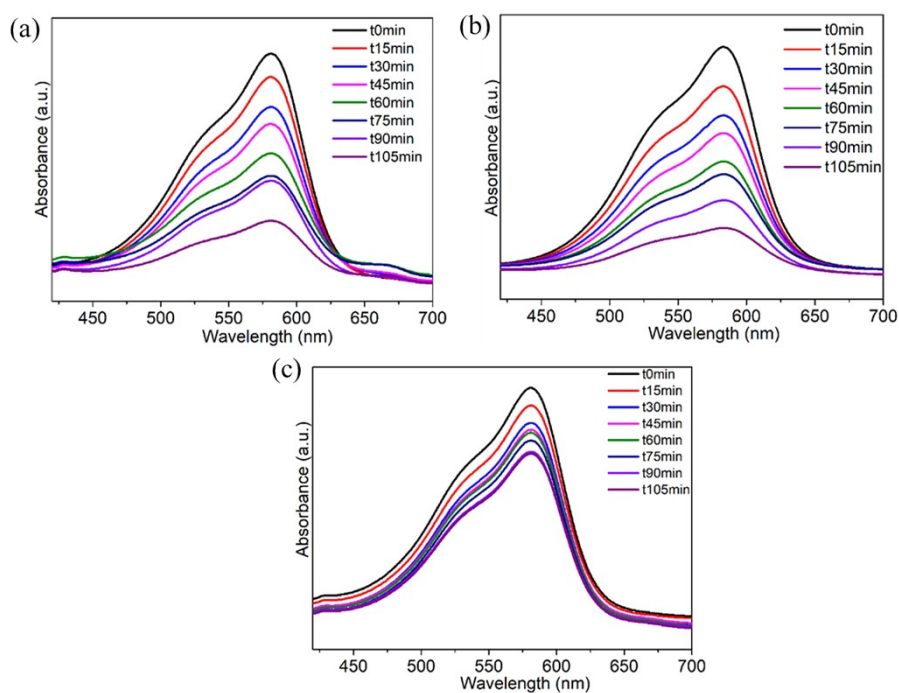 (a)
Absorbance (a.u.)
t0min
t15min
t30min
t45min
t60min
t75min
t90min
t105min
450 500 550 600 650 700
Wavelength (nm)
(b)
Absorbance (a.u.)
t0min
t15min
t30min
t45min
t60min
t75min
t90min
t105min
450 500 550 600 650 700
Wavelength (nm)
(c)
Absorbance (a.u.)
t0min
t15min
t30min
t45min
t60min
t75min
t90min
t105min
450 500 550 600 650 700
Wavelength (nm)